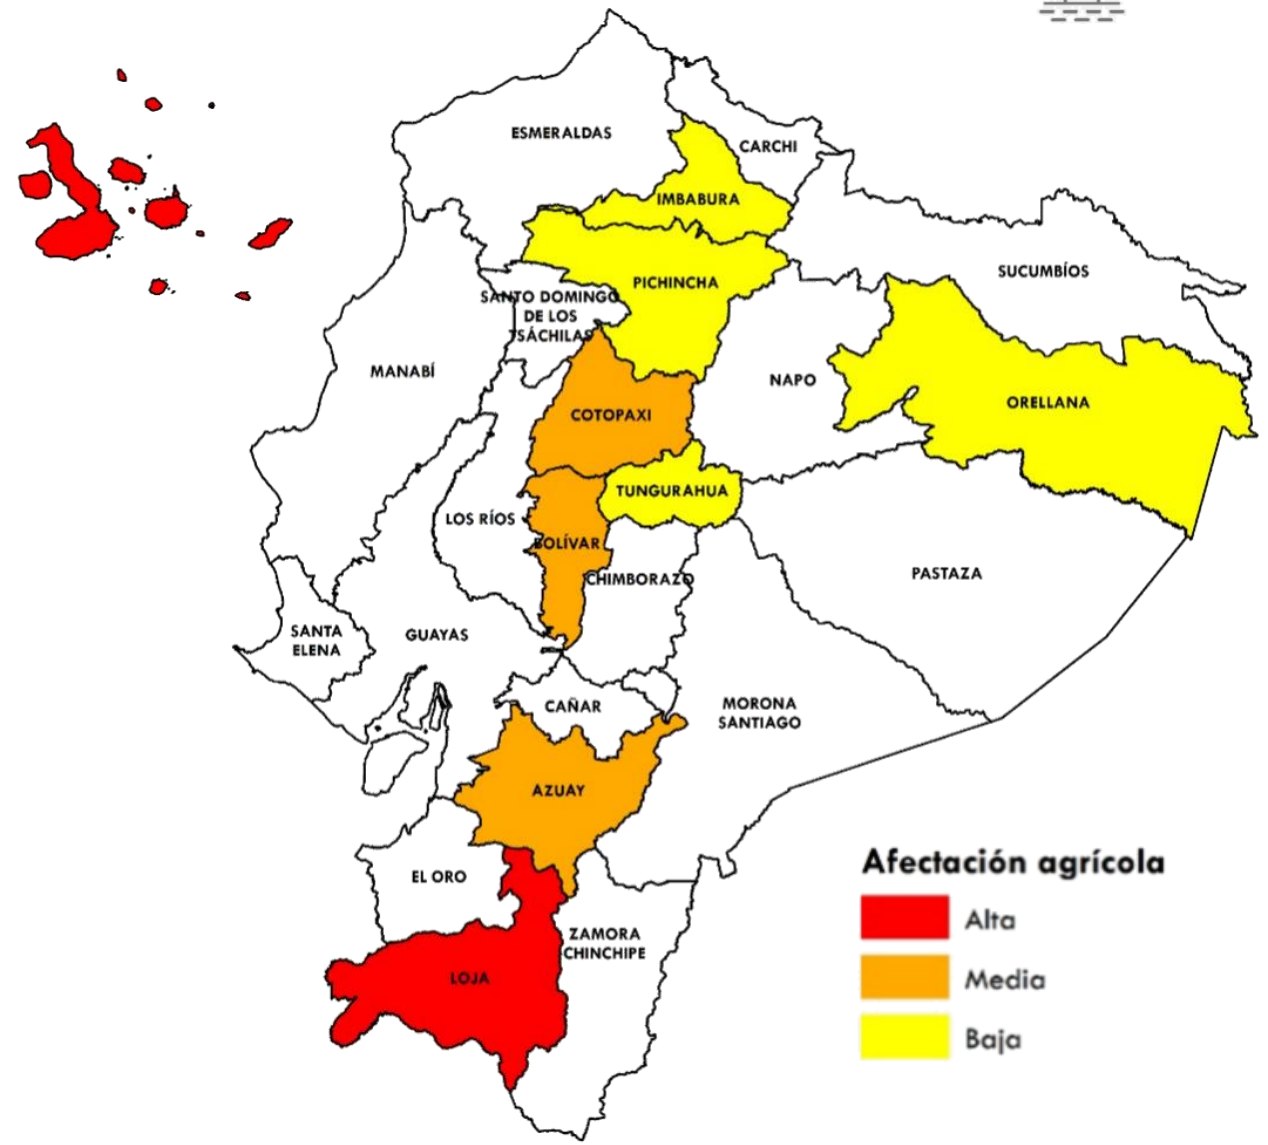 ESMERALDAS
CARCHI
IMBABURA
SUCUMBÍOS
PICHINCHA
SANTO DOMINGO
DE LOS
TSÁCHILAS
MANABÍ
NAPO
ORELLANA
COTOPAXI
TUNGURAHUA
LOS RÍOS
BOLÍVAR
CHIMBORAZO
PASTAZA
SANTA
ELENA
GUAYAS
CAÑAR
MORONA
SANTIAGO
AZUAY
EL ORO
ZAMORA
CHINCHIPE
LOJA
Afectación agrícola
Alta
Media
Baja